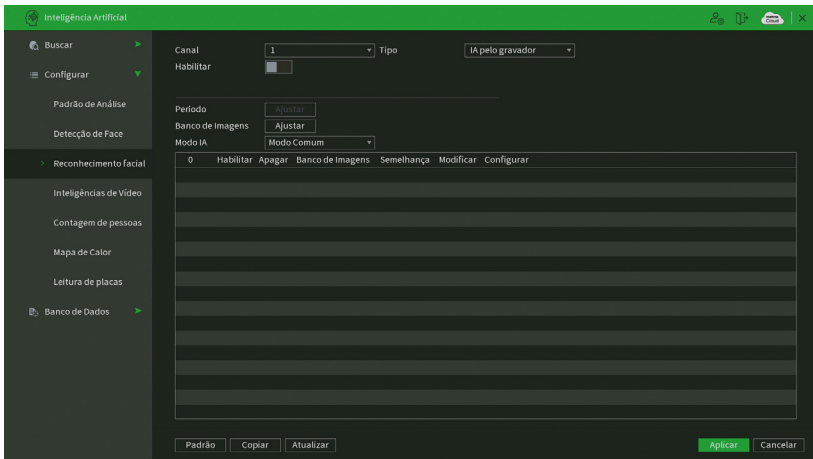 Inteligência Artificial
Cloud
Buscar
Configurar
Padrão de Análise
Detecção de Face
Reconhecimento facial
Inteligências de Vídeo
Contagem de pessoas
Mapa de Calor
Leitura de placas
Banco de Dados
Canal 1 Tipo IA pelo gravador
Habilitar
Período Ajustar
Banco de Imagens Ajustar
Modo IA Modo Comum
0 Habilitar Apagar Banco de Imagens Semelhança Modificar Configurar
Padrão Copiar Atualizar Aplicar Cancelar